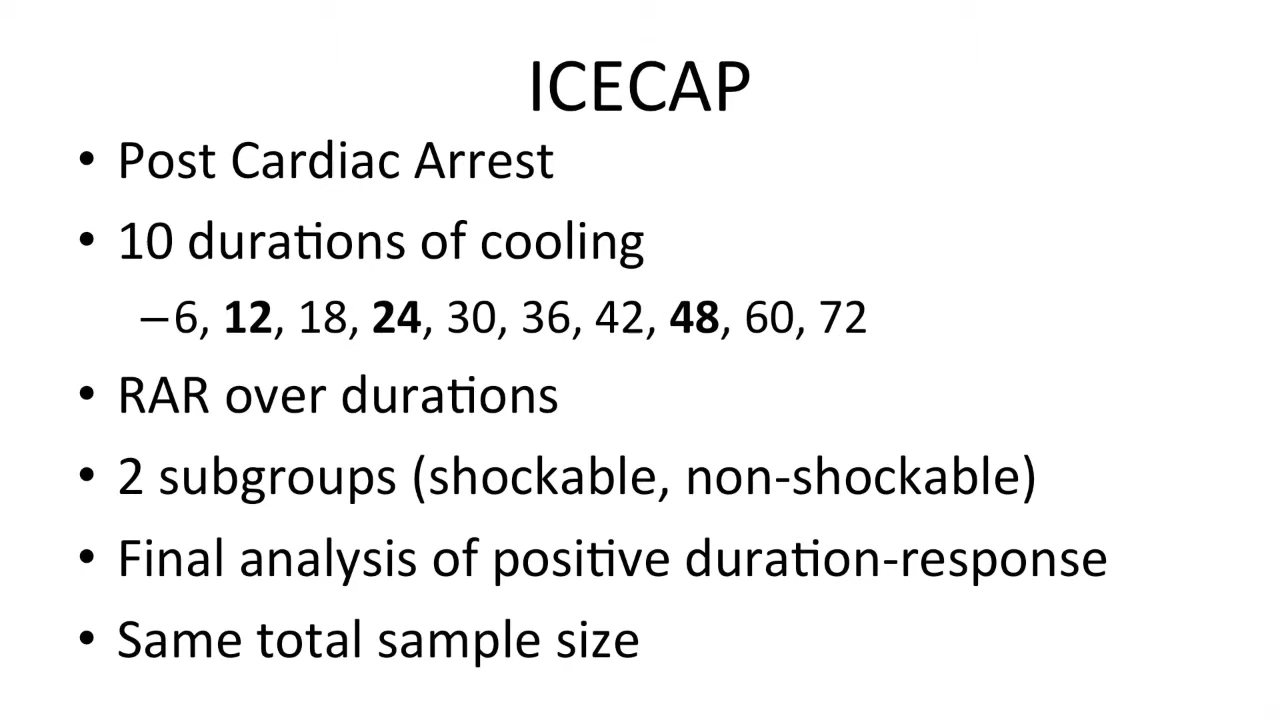 ICECAP
• Post Cardiac Arrest
• 10 durations of cooling
–6, 12, 18, 24, 30, 36, 42, 48, 60, 72
• RAR over durations
• 2 subgroups (shockable, non-shockable)
• Final analysis of positive duration-response
• Same total sample size